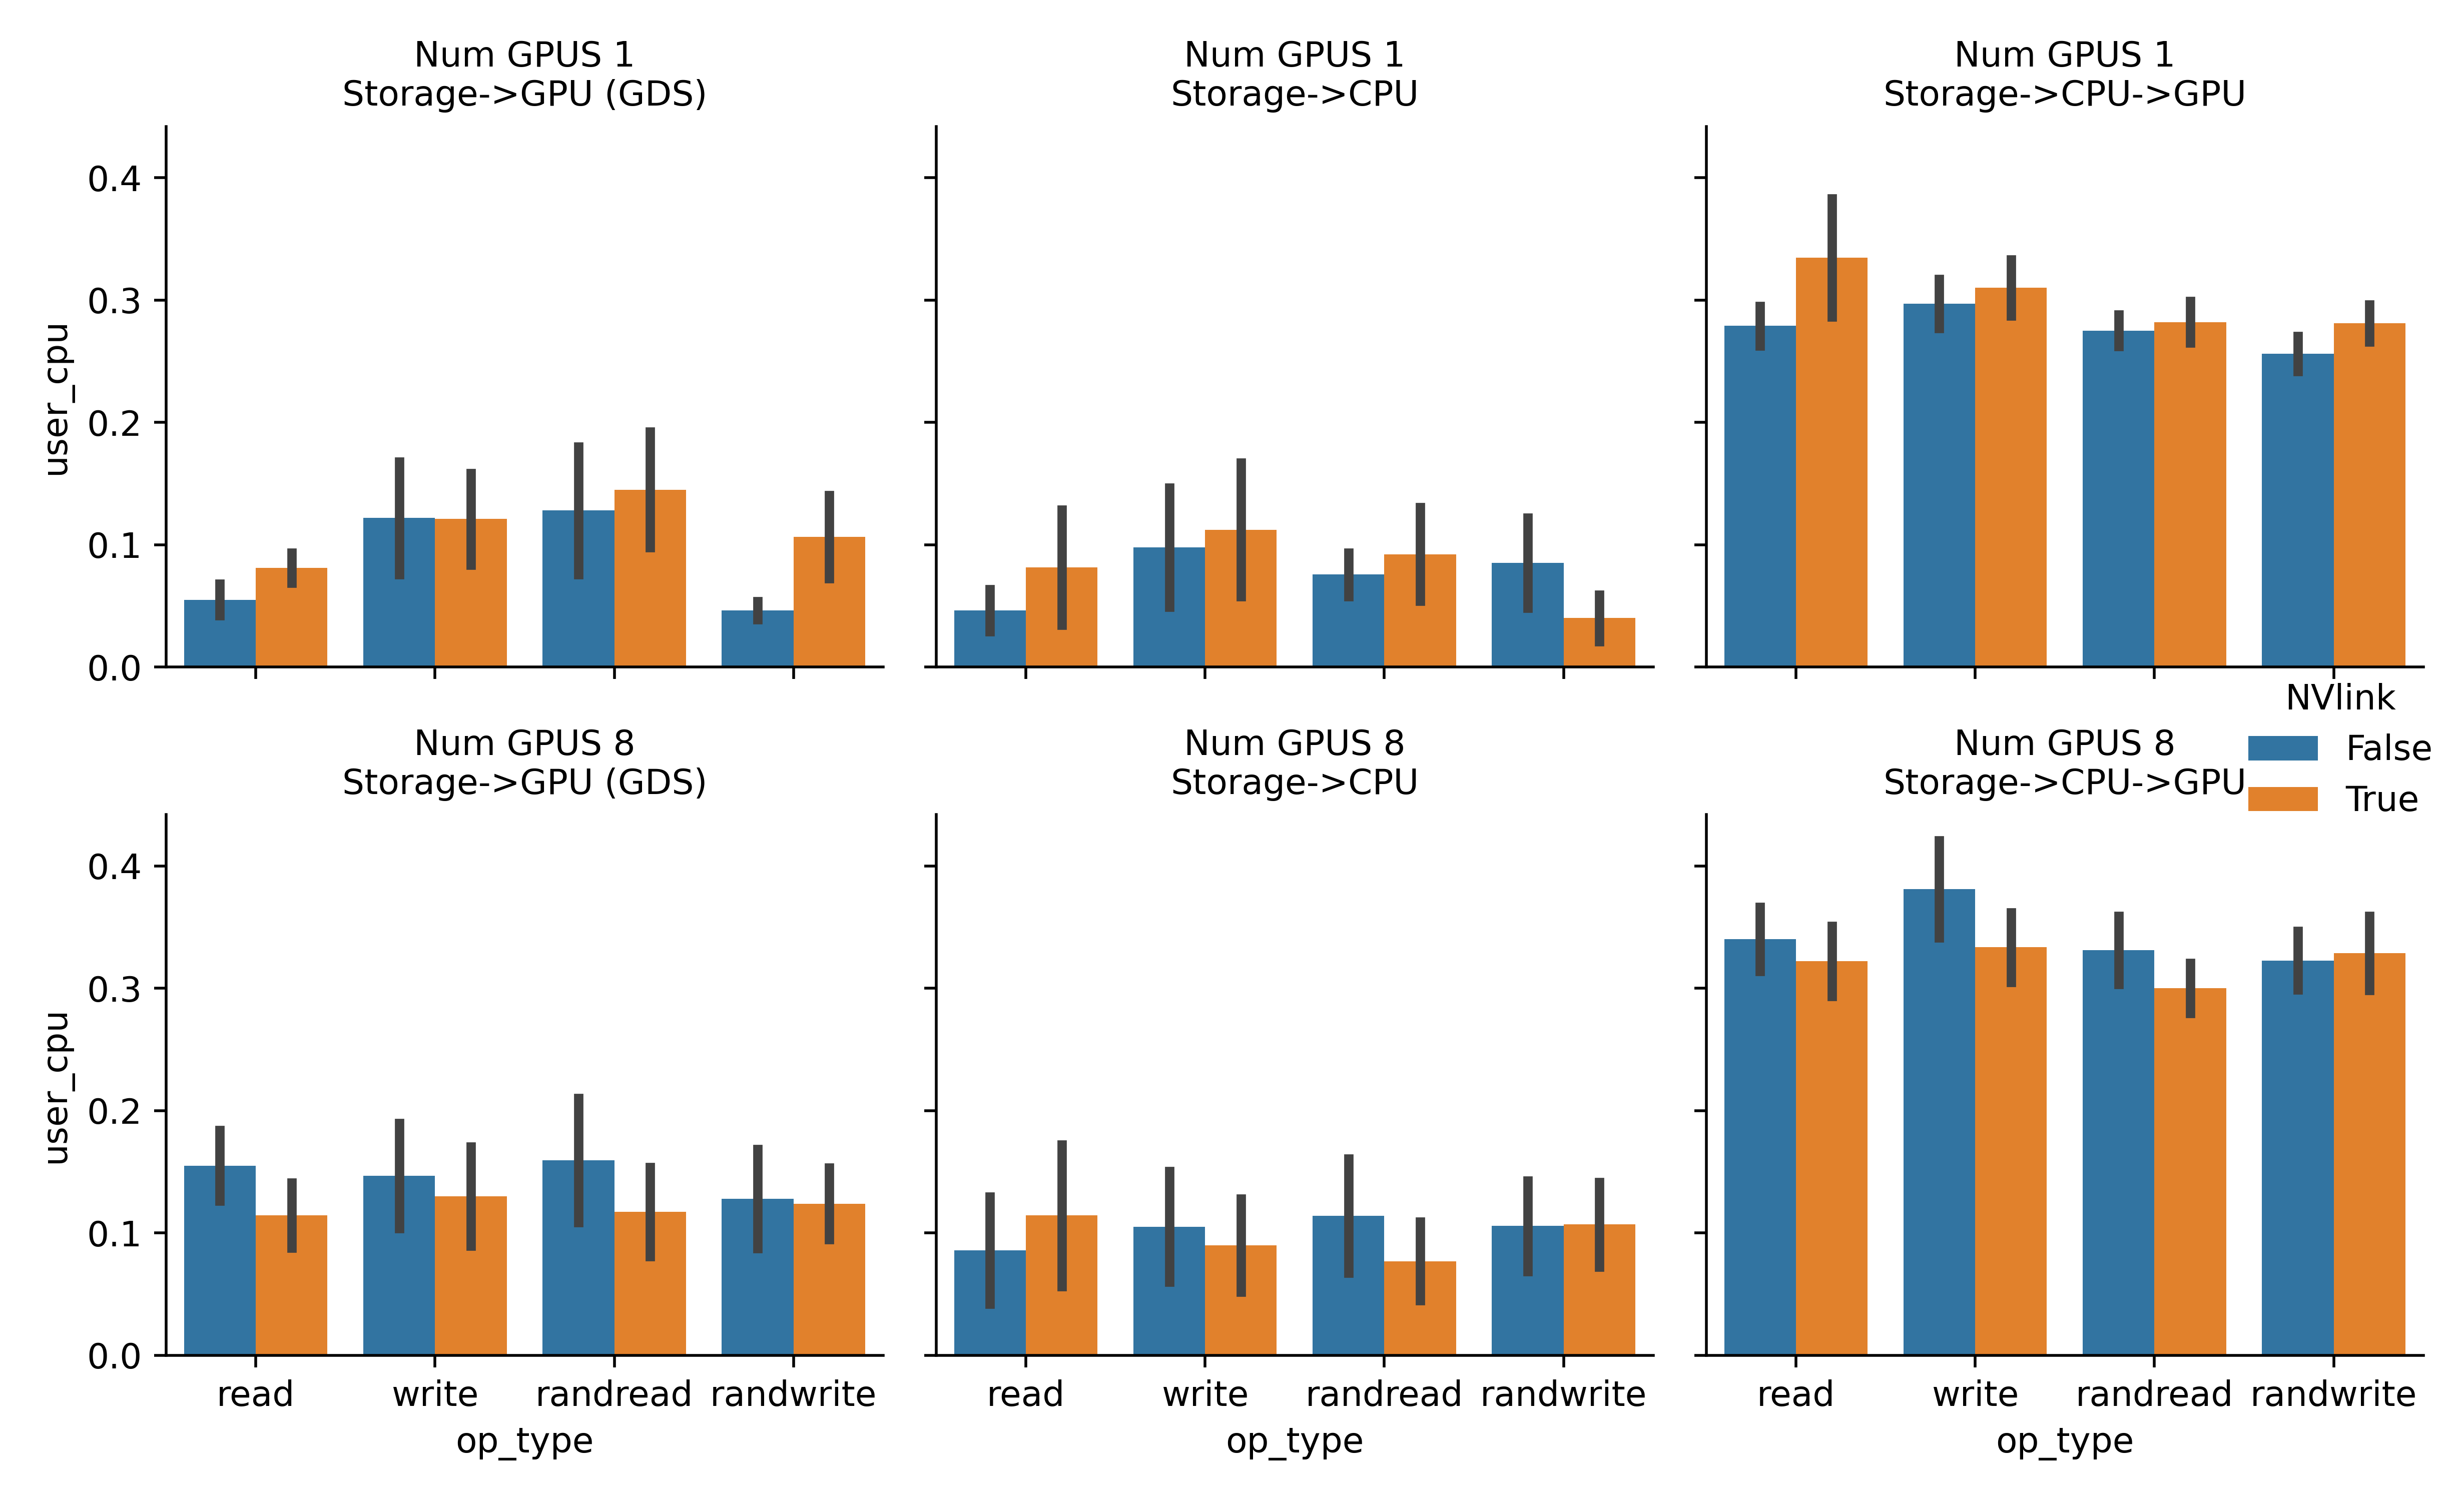 Num GPUS 1
Storage->GPU (GDS)
Num GPUS 1
Storage->CPU
Num GPUS 1
Storage->CPU->GPU
user_cpu
0.4
0.3
0.2
0.1
0.0
NVlink
False
True
Num GPUS 8
Storage->GPU (GDS)
Num GPUS 8
Storage->CPU
Num GPUS 8
Storage->CPU->GPU
user_cpu
0.4
0.3
0.2
0.1
0.0
read write randread randwrite
op_type
read write randread randwrite
op_type
read write randread randwrite
op_type